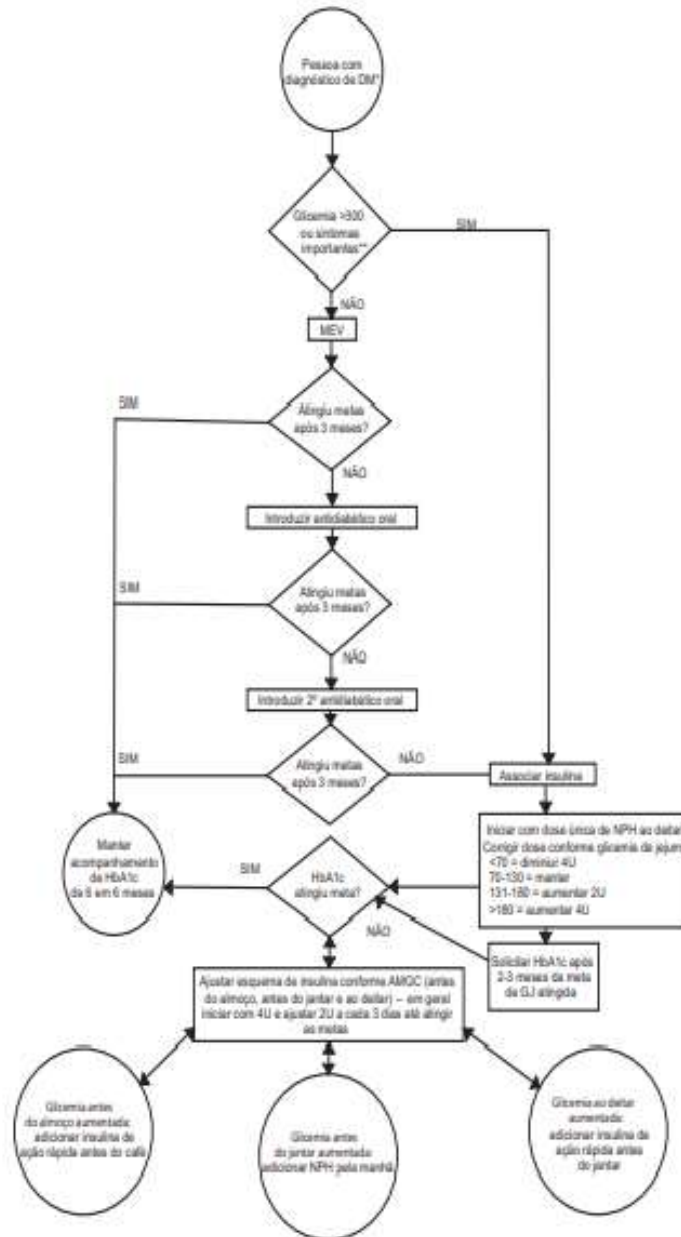 Pessoa com
diagnóstico de DM*
Glicemia >300
ou sintomas
importantes**
SIM
NÃO
MEV
SIM
Atingiu metas
após 3 meses?
NÃO
Introduzir antidiabético oral
SIM
Atingiu metas
após 3 meses?
NÃO
Introduzir 2º antidiabético oral
SIM
Atingiu metas
após 3 meses?
NÃO
Associar insulina
Iniciar com dose única de NPH ao deitar
Corrigir dose conforme glicemia de jejum
<70 = diminuir 4U
70-130 = manter
131-180 = aumentar 2U
>180 = aumentar 4U
Manter
acompanhamento
de HbA1c
de 6 em 6 meses
SIM
HbA1c
atingiu meta?
NÃO
Solicitar HbA1c após
2-3 meses da meta
de GJ atingida
Ajustar esquema de insulina conforme AMGC (antes
do almoço, antes do jantar e ao deitar) – em geral
iniciar com 4U e ajustar 2U a cada 3 dias até atingir
as metas
Glicemia antes
do almoço aumentada:
adicionar insulina de
ação rápida antes do café
Glicemia antes
do jantar aumentada:
adicionar NPH pela manhã
Glicemia ao deitar
aumentada:
adicionar insulina de
ação rápida antes
do jantar